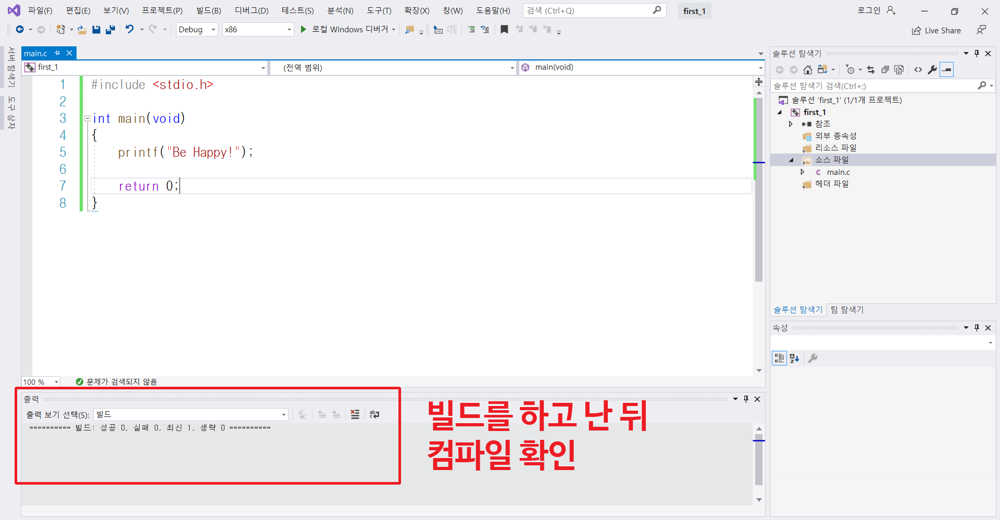 파일(F) 편집(E) 보기(V) 프로젝트(P) 빌드(B) 디버그(D) 테스트(S) 분석(N) 도구(T) 확장(X) 창(W) 도움말(H) 검색 (Ctrl+Q) first_1 로그인
Debug x86 로컬 Windows 디버거 Live Share
서버 탐색기
도구 상자
main.c
first_1 (전역 범위) main(void)
1 #include <stdio.h>
2
3 int main(void)
4 {
5 printf("Be Happy!");
6
7 return 0;
8 }
100 % 문제가 검색되지 않음
출력
출력 보기 선택(S): 빌드
========== 빌드: 성공 0, 실패 0, 최신 1, 생략 0 ==========
빌드를 하고 난 뒤
컴파일 확인
솔루션 탐색기
솔루션 탐색기 검색(Ctrl+;)
솔루션 'first_1' (1/1개 프로젝트)
first_1
참조
외부 종속성
리소스 파일
소스 파일
main.c
헤더 파일
솔루션 탐색기 팀 탐색기
속성